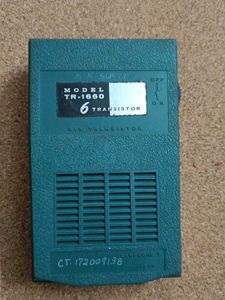 OFF
MODEL
TR-1660
ON
6 TRANSISTOR
SIX TRANSISTOR
CT. 172009138